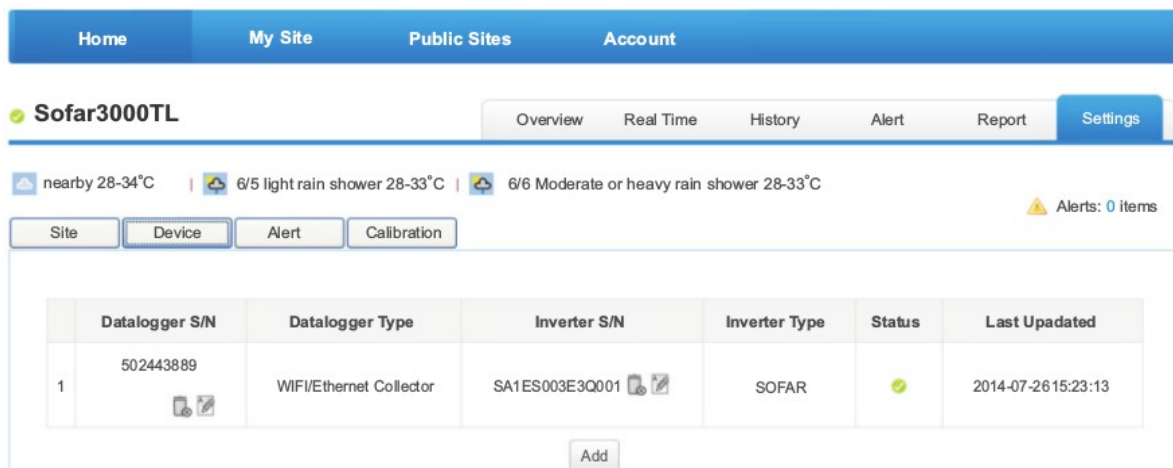 Home My Site Public Sites Account
Sofar3000TL
Overview Real Time History Alert Report Settings
nearby 28-34°C | 6/5 light rain shower 28-33°C | 6/6 Moderate or heavy rain shower 28-33°C
Alerts: 0 items
Site Device Alert Calibration
Datalogger S/N Datalogger Type Inverter S/N Inverter Type Status Last Upadated
1 502443889 WIFI/Ethernet Collector SA1ES003E3Q001 SOFAR 2014-07-2615:23:13
Add